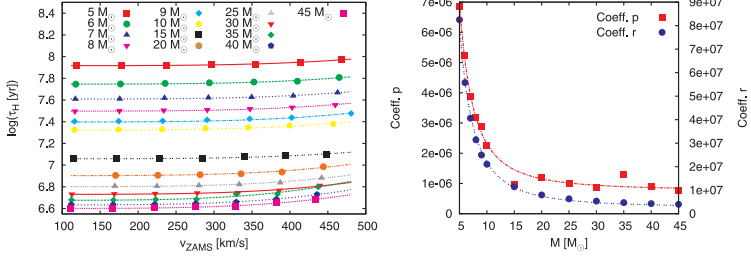 5 M⊙ 9 M⊙ 25 M⊙ 45 M⊙
6 M⊙ 10 M⊙ 30 M⊙
7 M⊙ 15 M⊙ 35 M⊙
8 M⊙ 20 M⊙ 40 M⊙
8.4
8.2
8
7.8
7.6
7.4
7.2
7
6.8
6.6
log(τH [yr])
100 150 200 250 300 350 400 450 500
vZAMS [km/s]
Coeff. p
Coeff. r
7e-06
6e-06
5e-06
4e-06
3e-06
2e-06
1e-06
0
Coeff. p
9e+07
8e+07
7e+07
6e+07
5e+07
4e+07
3e+07
2e+07
1e+07
0
Coeff. r
5 10 15 20 25 30 35 40 45
M [M⊙]